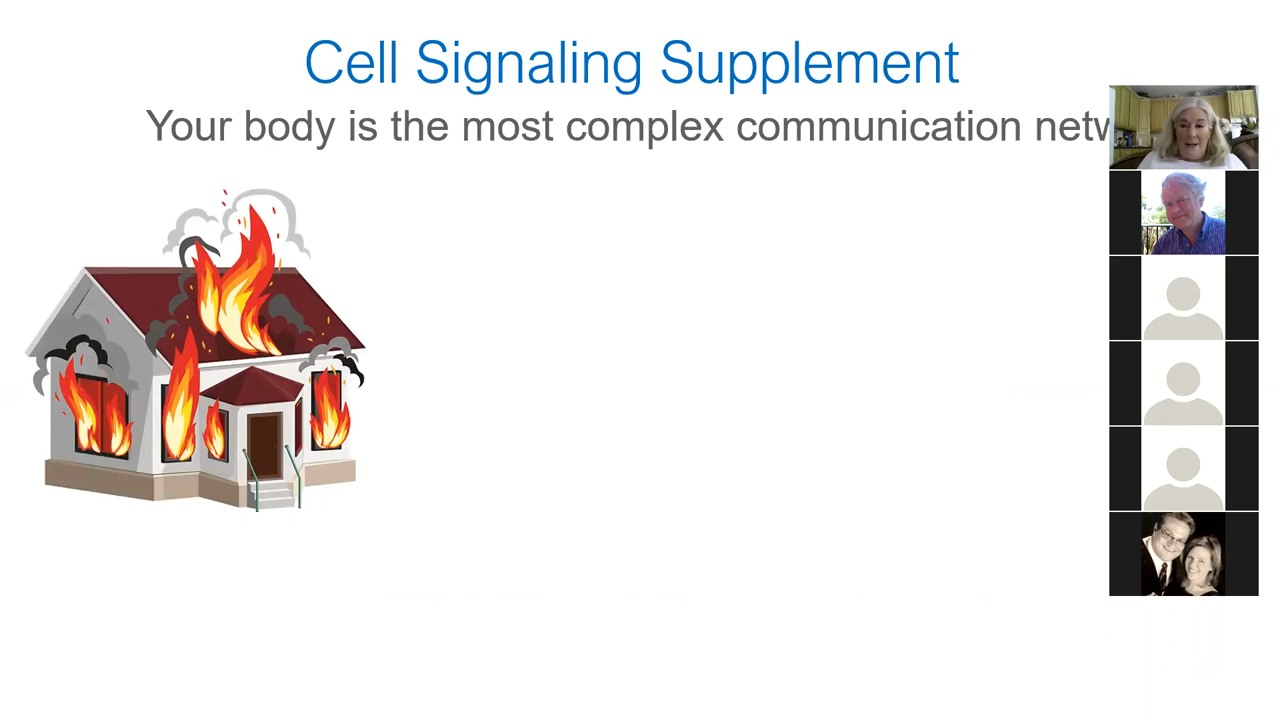 Cell Signaling Supplement
Your body is the most complex communication netw